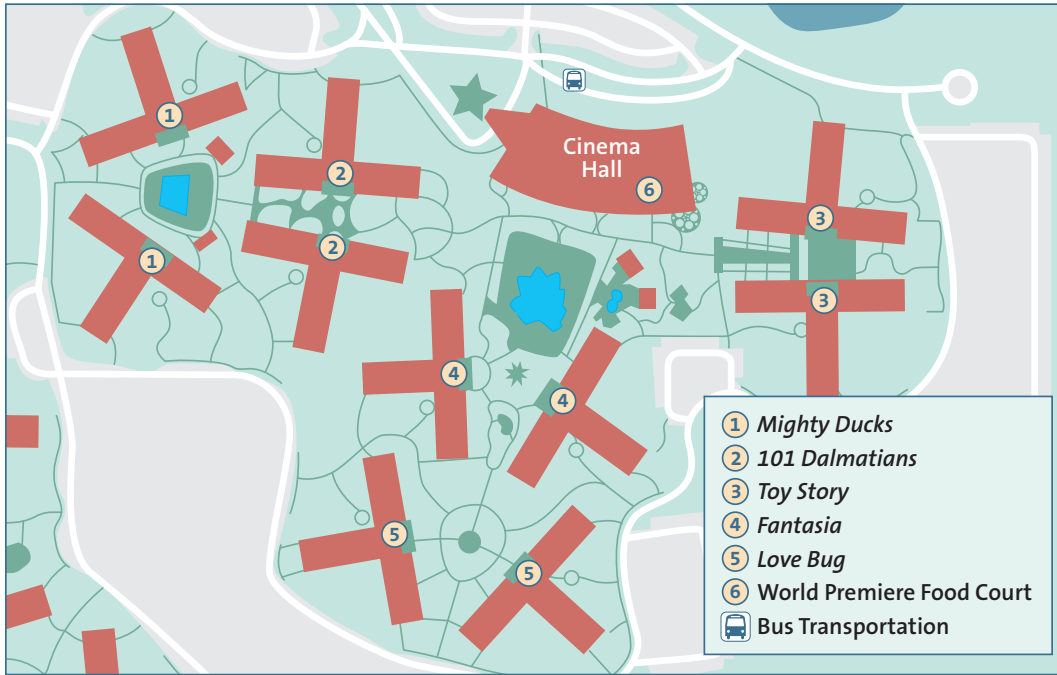 1
2
Cinema
Hall
6
3
1
2
3
4
4
5
5
1 Mighty Ducks
2 101 Dalmatians
3 Toy Story
4 Fantasia
5 Love Bug
6 World Premiere Food Court
Bus Transportation